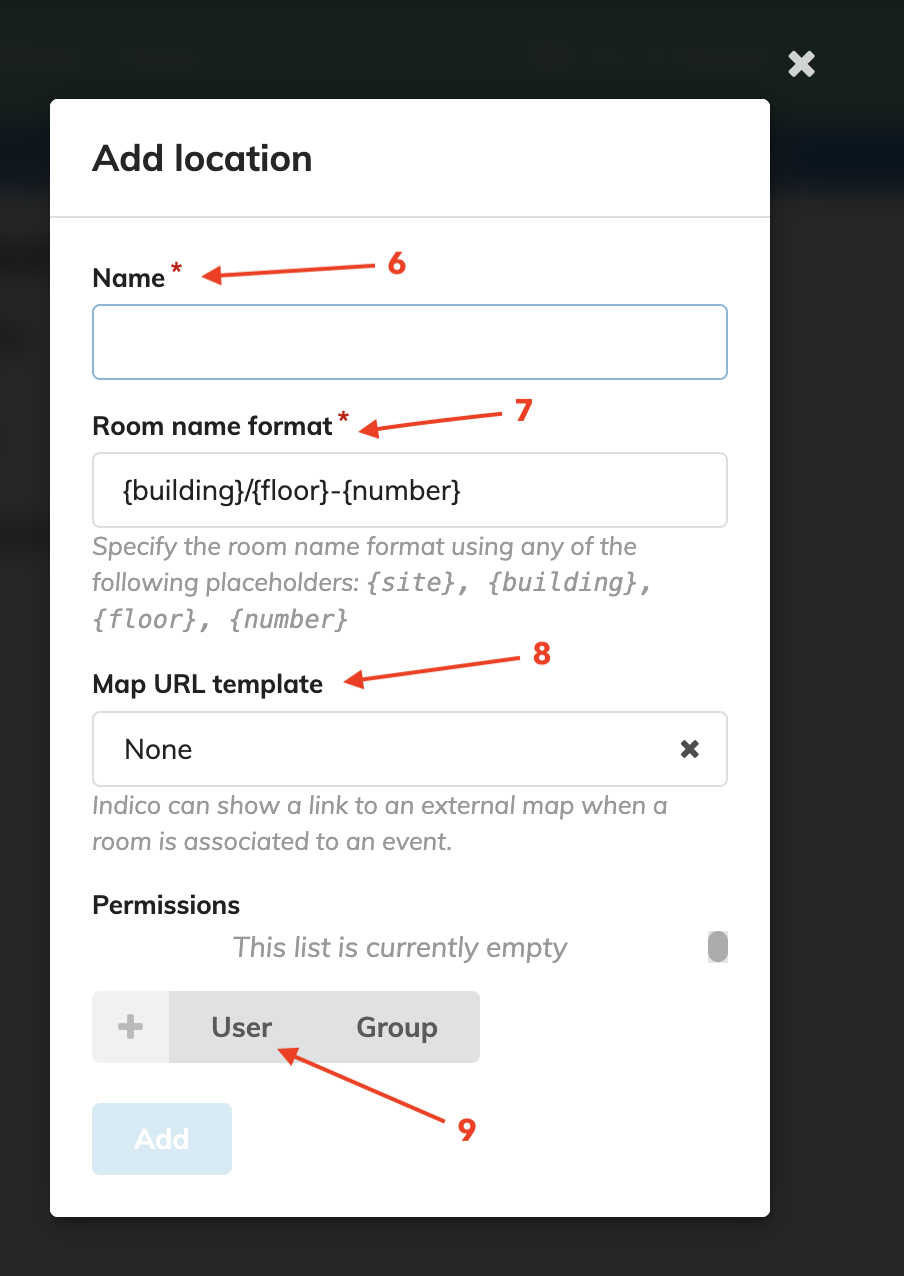 Add location
Name * 6
Room name format * 7
{building}/{floor}-{number}
Specify the room name format using any of the
following placeholders: {site}, {building},
{floor}, {number}
Map URL template 8
None
Indico can show a link to an external map when a
room is associated to an event.
Permissions
This list is currently empty
User Group
Add 9